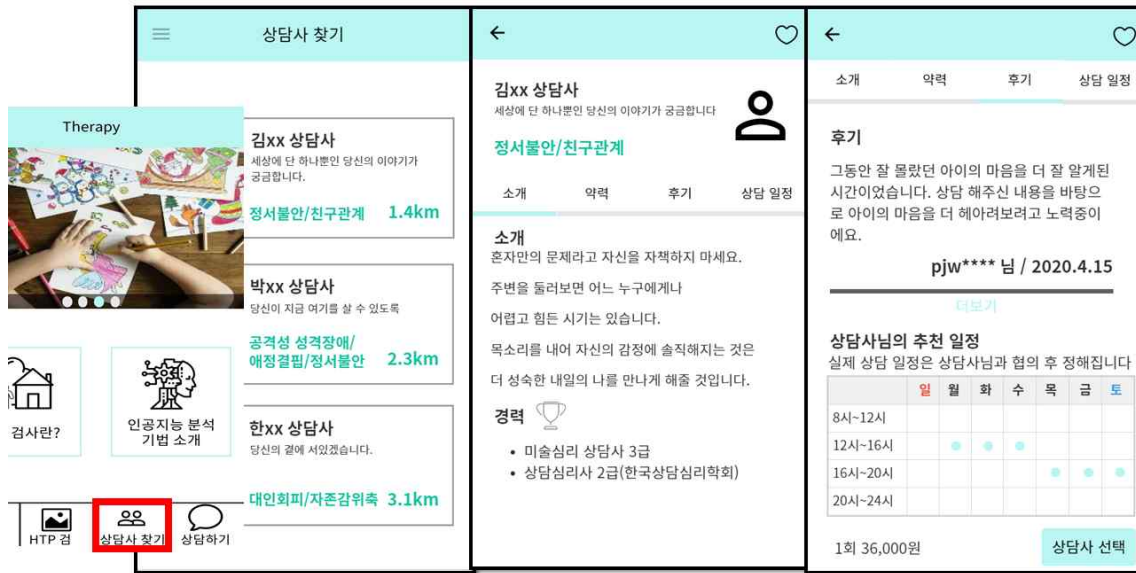 Therapy
검사란?
인공지능 분석
기법 소개
HTP 검
상담사 찾기
상담하기
상담사 찾기
김xx 상담사
세상에 단 하나뿐인 당신의 이야기가
궁금합니다.
정서불안/친구관계 1.4km
박xx 상담사
당신이 지금 여기를 살 수 있도록
공격성 성격장애/
애정결핍/정서불안 2.3km
한xx 상담사
당신의 곁에 서있겠습니다.
대인회피/자존감위축 3.1km
김xx 상담사
세상에 단 하나뿐인 당신의 이야기가 궁금합니다
정서불안/친구관계
소개 약력 후기 상담 일정
소개
혼자만의 문제라고 자신을 자책하지 마세요.
주변을 둘러보면 어느 누구에게나
어렵고 힘든 시기는 있습니다.
목소리를 내어 자신의 감정에 솔직해지는 것은
더 성숙한 내일의 나를 만나게 해줄 것입니다.
경력
• 미술심리 상담사 3급
• 상담심리사 2급(한국상담심리학회)
소개 약력 후기 상담 일정
후기
그동안 잘 몰랐던 아이의 마음을 더 잘 알게된
시간이었습니다. 상담 해주신 내용을 바탕으
로 아이의 마음을 더 헤아려보려고 노력중이
에요.
pjw**** 님 / 2020.4.15
더보기
상담사님의 추천 일정
실제 상담 일정은 상담사님과 협의 후 정해집니다
일 월 화 수 목 금 토
8시~12시
12시~16시
16시~20시
20시~24시
1회 36,000원
상담사 선택